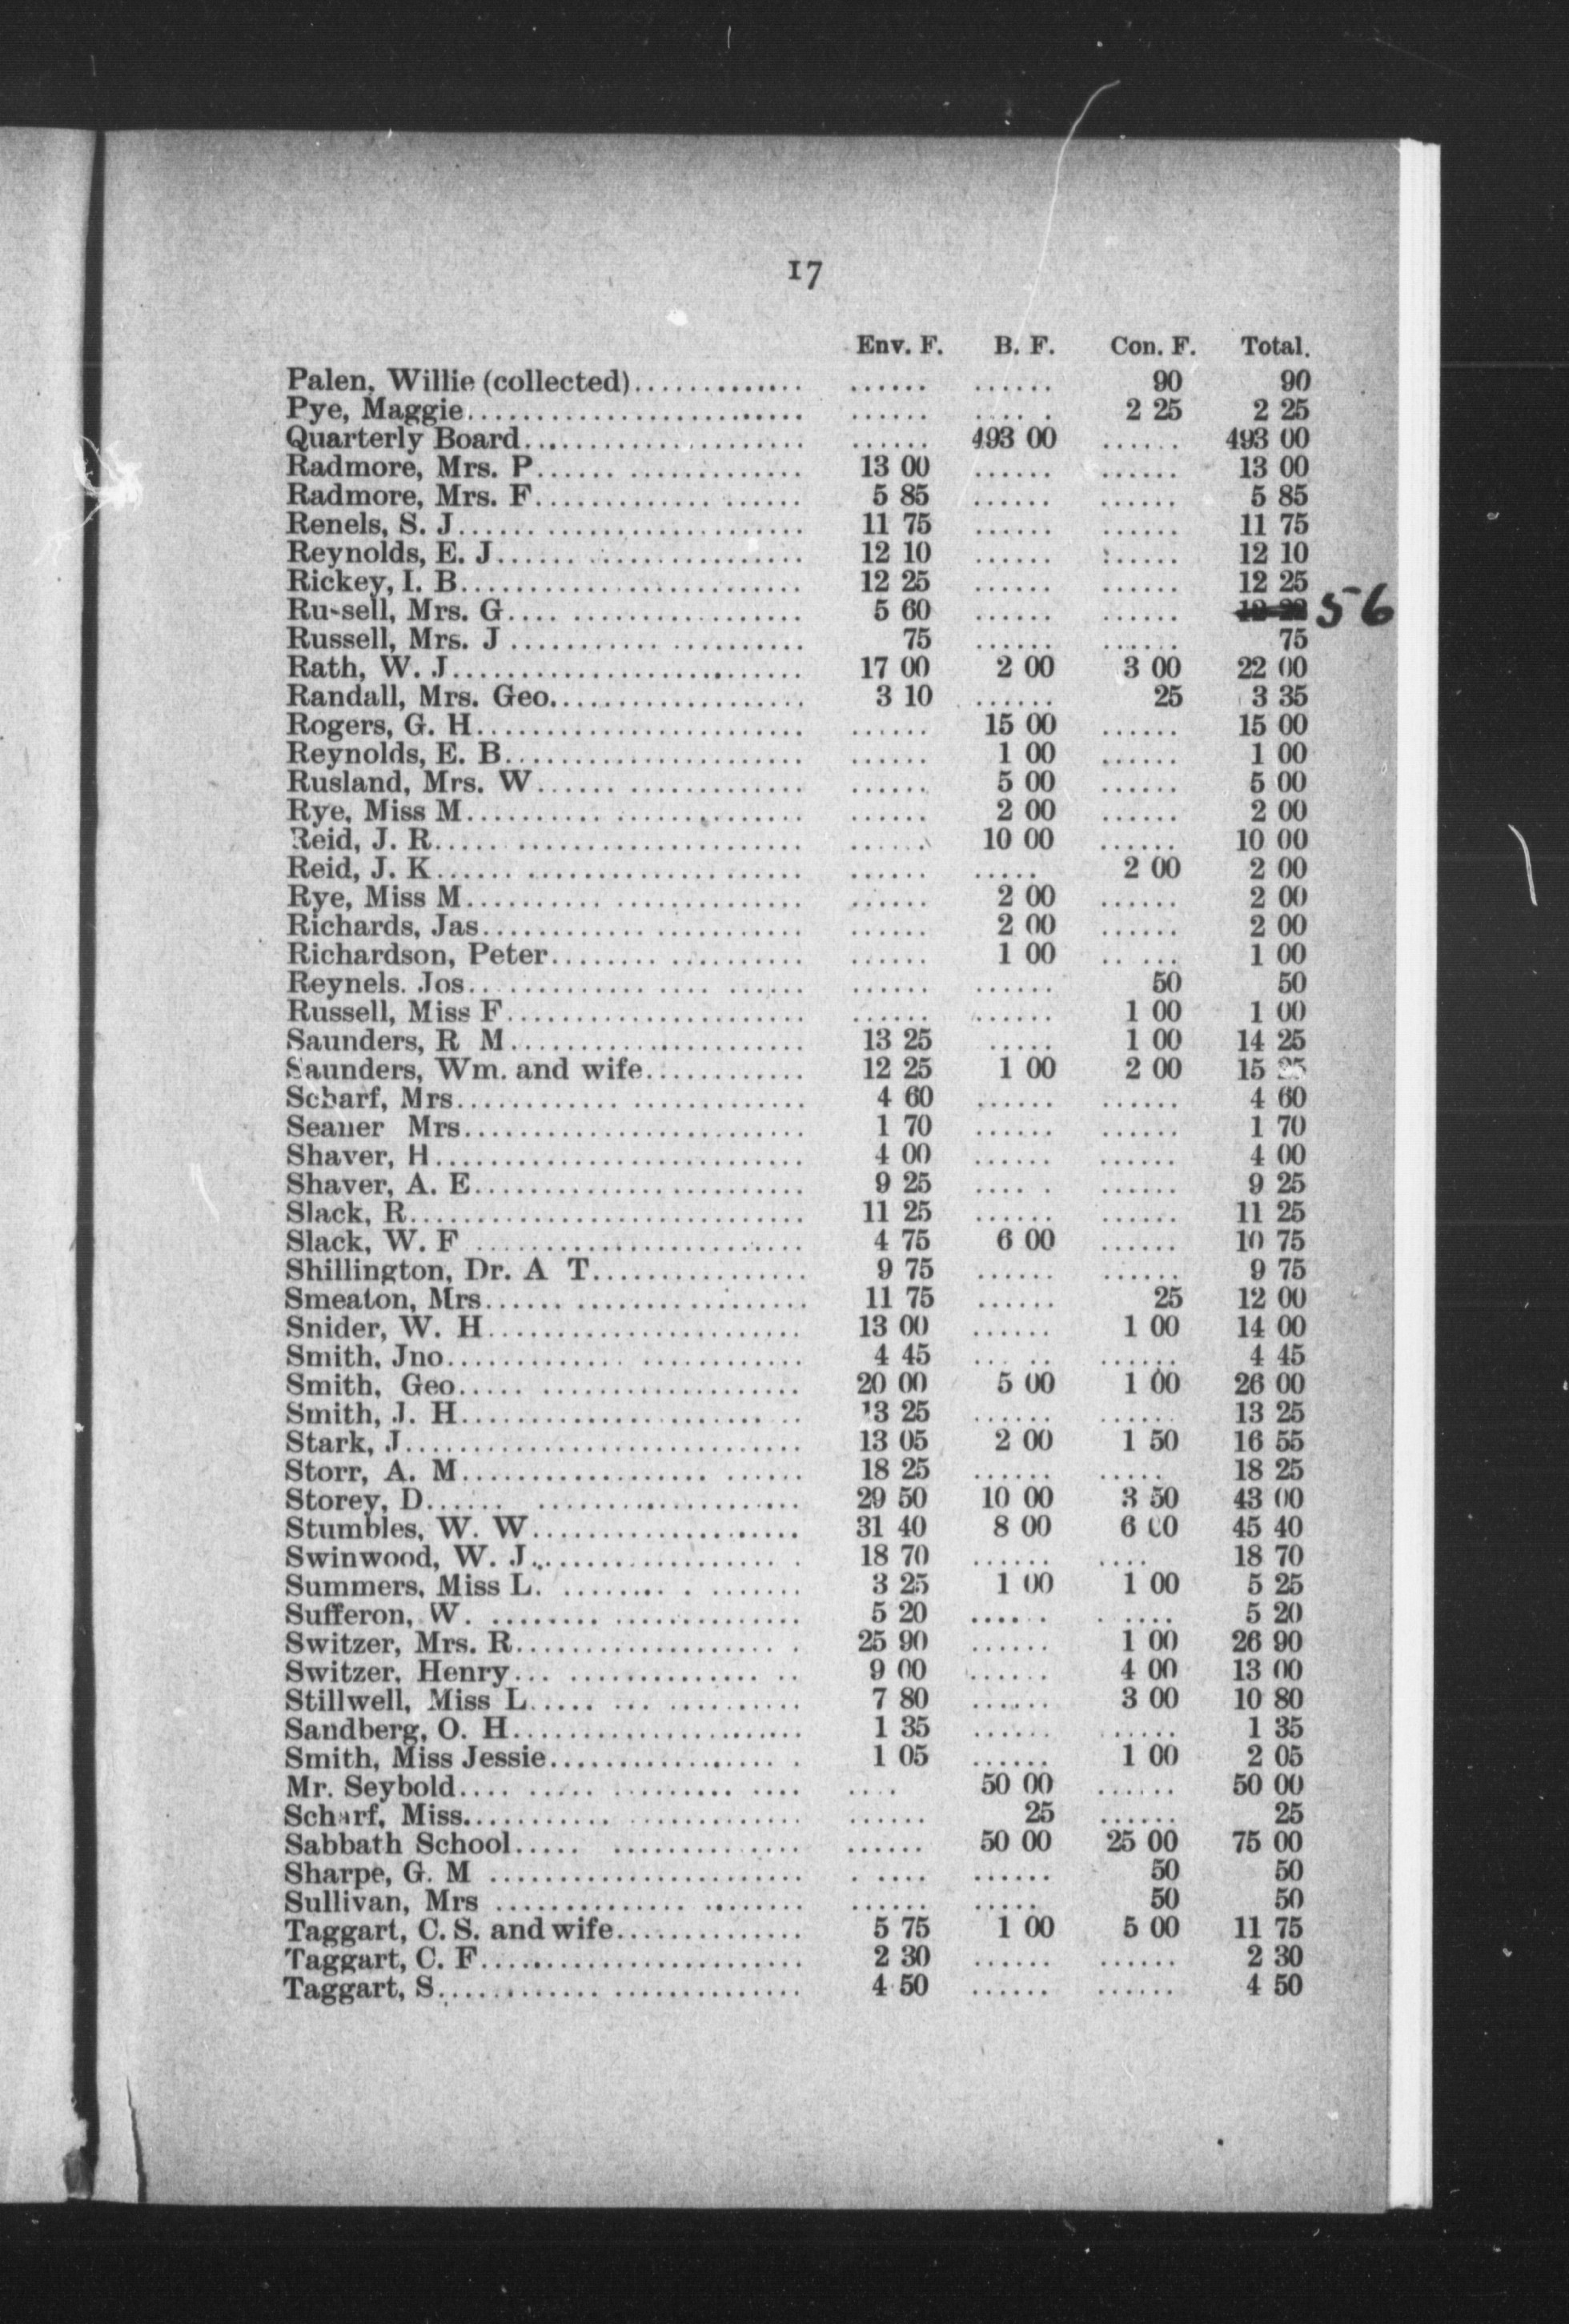 17
Env. F. B. F. Con. F. Total.
Palen, Willie (collected)............. ...... ...... 90 90
Pye, Maggie......................... ...... ..... . 2 25 2 25
Quarterly Board..................... ...... 493 00 ...... 493 00
Radmore, Mrs. P...... ............. 13 00 ...... ...... 13 00
Radmore, Mrs. F............. ...... 5 85 ...... ...... 5 85
Renels, S. J...... ................... 11 75 ...... ...... 11 75
Reynolds, E. J...... ................ 12 10 ...... ...... 12 10
Rickey, I. B......................... 12 25 ...... ...... 12 25
Russell, Mrs. G.... ................. 5 60 ...... ...... 56
Russell, Mrs. J ........... .......... 75 ...... ...... 75
Rath, W. J.......................... 17 00 2 00 3 00 22 00
Randall, Mrs. Geo................... 3 10 ...... 25 3 35
Rogers, G. H........................ ...... 15 00 ...... 15 00
Reynolds, E. B...................... ...... 1 00 ...... 1 00
Rusland, Mrs. W...... ............. ...... 5 00 ...... 5 00
Rye, Miss M.......... .............. ...... 2 00 ...... 2 00
Reid, J. R..... ..................... ...... 10 00 ...... 10 00
Reid, J. K...... .................... ...... ..... 2 00 2 00
Rye, Miss M.......... .............. ...... 2 00 ...... 2 00
Richards, Jas............ ........... ...... 2 00 ...... 2 00
Richardson, Peter........ .......... ...... 1 00 .. ... 1 00
Reynels. Jos.............. .... ...... ...... ...... 50 50
Russell, Miss F...................... ...... ...... 1 00 1 00
Saunders, R M...................... 13 25 ..... 1 00 14 25
Saunders, Wm. and wife............ 12 25 1 00 2 00 15 25
Scharf, Mrs............ ............. 4 60 ...... ...... 4 60
Seaner Mrs......................... 1 70 ...... ...... 1 70
Shaver, H........................... 4 00 ...... ...... 4 00
Shaver, A. E........................ 9 25 .... . ...... 9 25
Slack, R............................. 11 25 ...... ...... 11 25
Slack, W. F ........................ 4 75 6 00 ...... 10 75
Shillington, Dr. A T................ 9 75 ...... ...... 9 75
Smeaton, Mrs...... ................. 11 75 ...... 25 12 00
Snider, W. H....................... 13 00 ...... 1 00 14 00
Smith, Jno............. ............ 4 45 ... .. ...... 4 45
Smith, Geo..... .................... 20 00 5 00 1 00 26 00
Smith, J. H....................... .. 13 25 ...... ...... 13 25
Stark, J............................. 13 05 2 00 1 50 16 55
Storr, A. M.................. ...... 18 25 ...... ..... 18 25
Storey, D...... .................... 29 50 10 00 3 50 43 00
Stumbles, W. W.................... 31 40 8 00 6 00 45 40
Swinwood, W. J.................... . 18 70 ...... .... 18 70
Summers, Miss L. ........ . ....... 3 25 1 00 1 00 5 25
Sufferon, W. ........ .............. 5 20 ...... . .... 5 20
Switzer, Mrs. R.................... . 25 90 ...... 1 00 26 90
Switzer, Henry... ............... .. 9 00 ...... 4 00 13 00
Stillwell, Miss L..... ... .......... 7 80 ...... 3 00 10 80
Sandberg, O. H..................... 1 35 ...... ...... 1 35
Smith, Miss Jessie................. . 1 05 ...... 1 00 2 05
Mr. Seybold.... ..... .......... .... .... 50 00 ...... 50 00
Scharf, Miss........... ............. ...... 25 ...... 25
Sabbath School..... .............. ...... 50 00 25 00 75 00
Sharpe, G. M ....................... . .... ...... 50 50
Sullivan, Mrs .............. ........ ...... ..... 50 50
Taggart, C. S. and wife.............. 5 75 1 00 5 00 11 75
Taggart, C. F........................ 2 30 ...... ...... 2 30
Taggart, S............ .............. 4 50 ...... ...... 4 50